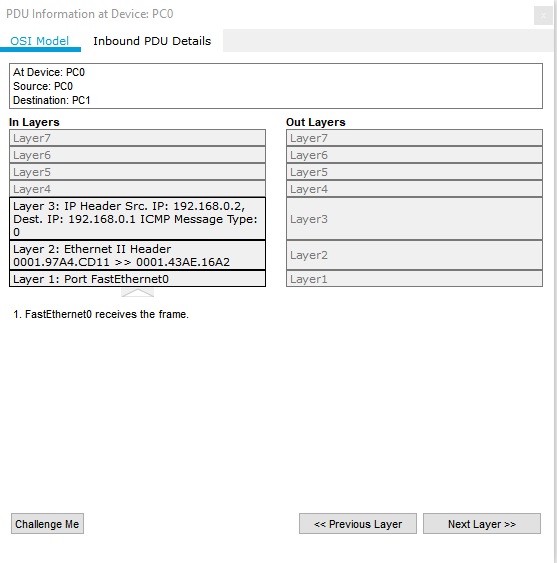 PDU Information at Device: PC0
x
OSI Model Inbound PDU Details
At Device: PC0
Source: PC0
Destination: PC1
In Layers
Layer7
Layer6
Layer5
Layer4
Layer 3: IP Header Src. IP: 192.168.0.2,
Dest. IP: 192.168.0.1 ICMP Message Type:
0
Layer 2: Ethernet II Header
0001.97A4.CD11 >> 0001.43AE.16A2
Layer 1: Port FastEthernet0
Out Layers
Layer7
Layer6
Layer5
Layer4
Layer3
Layer2
Layer1
1. FastEthernet0 receives the frame.
Challenge Me
<< Previous Layer
Next Layer >>